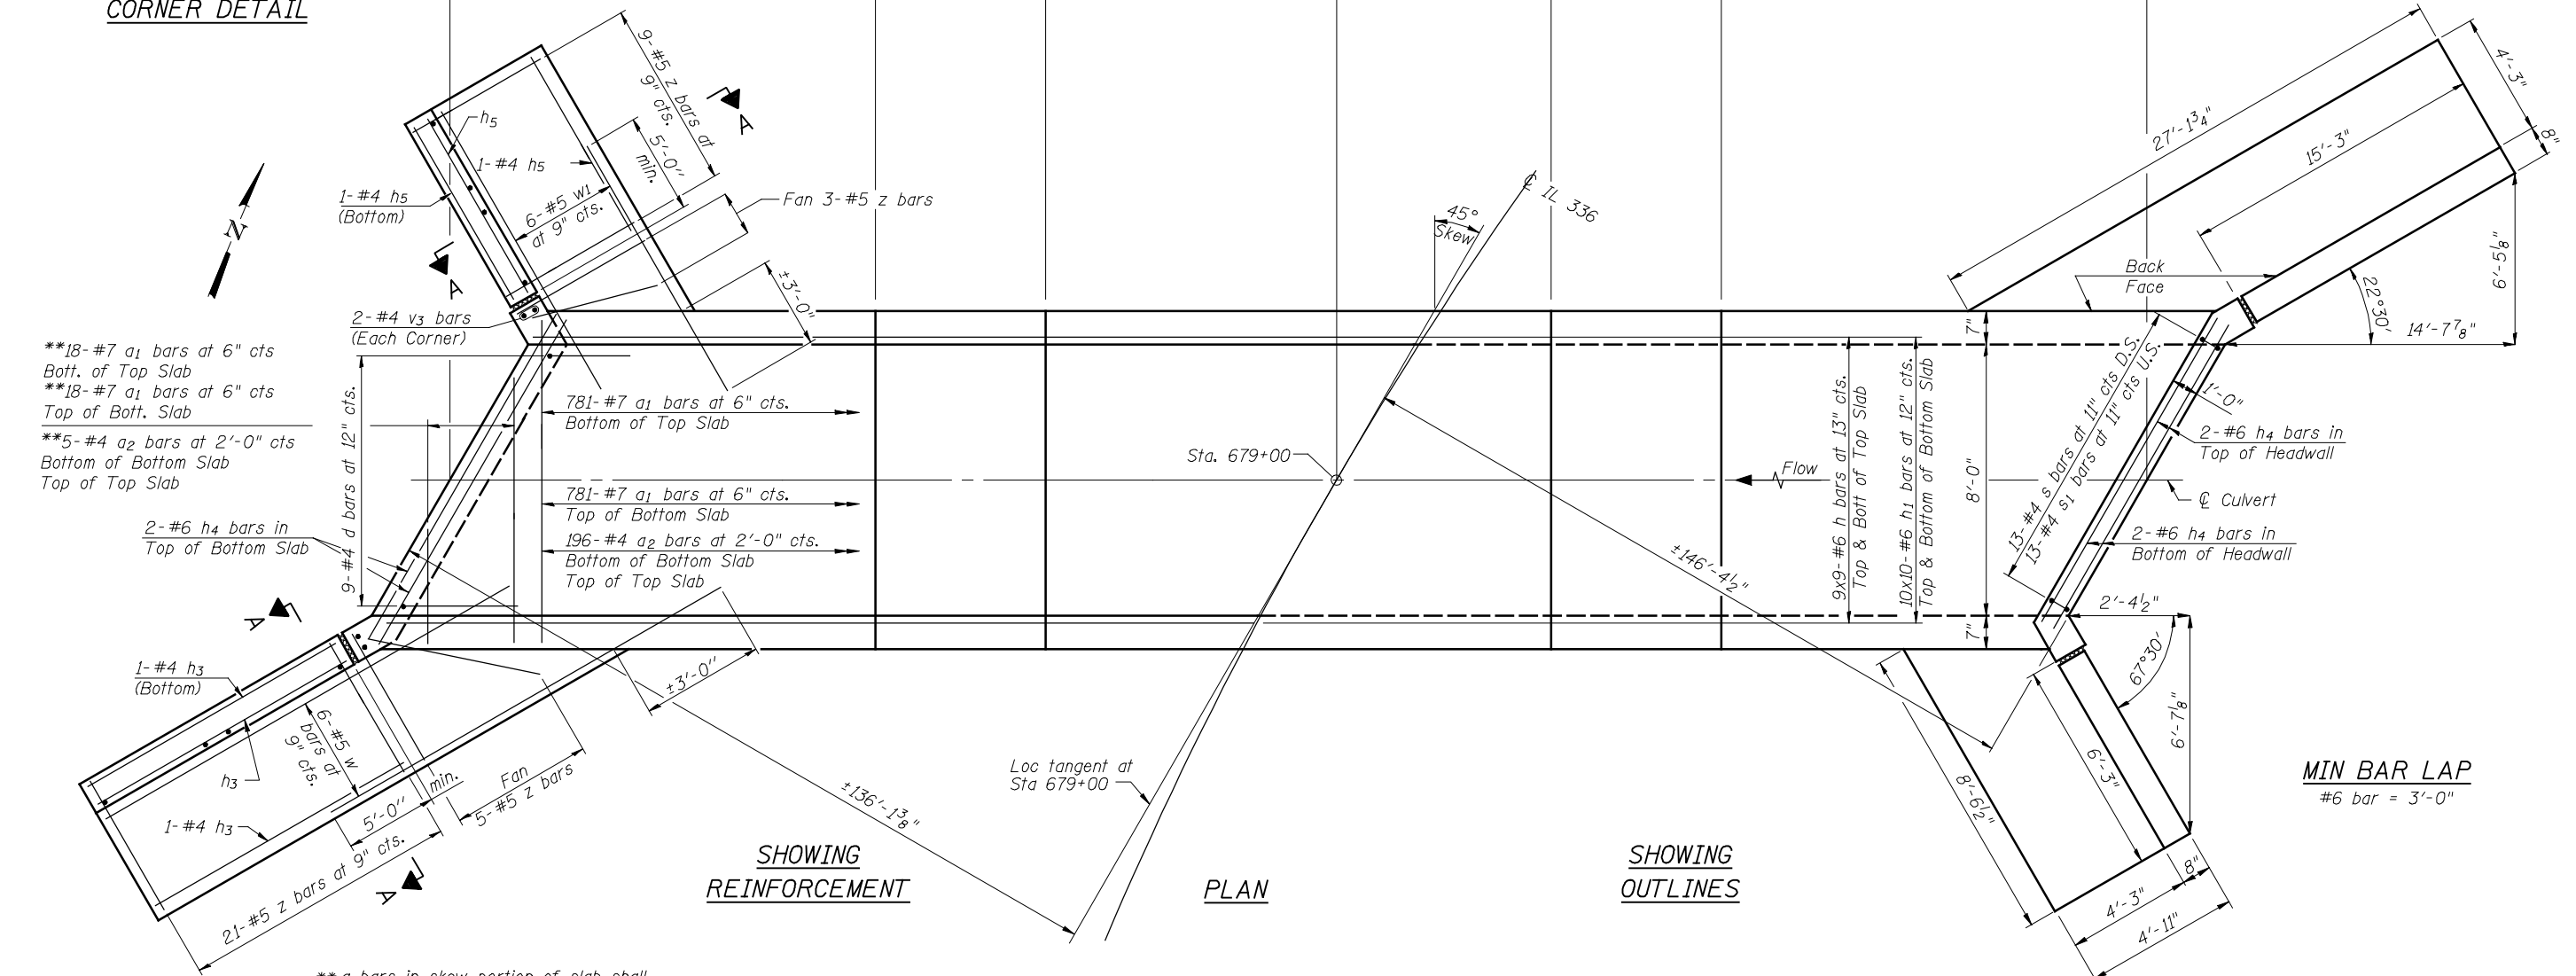 CORNER DETAIL
9-#5 z bars at
9" cts.
5'-0"
min.
A
h5
1-#4 h5
1-#4 h5
(Bottom)
6-#5 w1
at 9" cts.
Fan 3-#5 z bars
A
N
±3'-0"
2-#4 v3 bars
(Each Corner)
**18-#7 a1 bars at 6" cts
Bott. of Top Slab
**18-#7 a1 bars at 6" cts
Top of Bott. Slab
**5-#4 a2 bars at 2'-0" cts
Bottom of Bottom Slab
Top of Top Slab
9-#4 d bars at 12" cts.
781-#7 a1 bars at 6" cts.
Bottom of Top Slab
781-#7 a1 bars at 6" cts.
Top of Bottom Slab
196-#4 a2 bars at 2'-0" cts.
Bottom of Bottom Slab
Top of Top Slab
2-#6 h4 bars in
Top of Bottom Slab
A
1-#4 h3
(Bottom)
h3
1-#4 h3
6-#5 w
bars at
9" cts.
5'-0"
min.
Fan
5-#5 z bars
21-#5 z bars at 9" cts.
A
±3'-0"
±136'-1 3/8"
SHOWING
REINFORCEMENT
PLAN
SHOWING
OUTLINES
℄ IL 336
45°
Skew
Sta. 679+00
Loc tangent at
Sta 679+00
±146'-4 1/2"
Flow
9x9-#6 h bars at 13" cts.
Top & Bott of Top Slab
10x10-#6 h1 bars at 12" cts.
Top & Bottom of Bottom Slab
7"
8'-0"
7"
27'-1 3/4"
15'-3"
4'-3"
8"
Back
Face
22°30'
6'-5 1/8"
14'-7 7/8"
13-#4 s bars at 11" cts D.S.
13-#4 s1 bars at 11" cts U.S.
1'-0"
2-#6 h4 bars in
Top of Headwall
℄ Culvert
2-#6 h4 bars in
Bottom of Headwall
2'-4 1/2"
67°30'
6'-7 1/8"
6'-3"
8'-6 1/2"
4'-3"
8"
4'-11"
MIN BAR LAP
#6 bar = 3'-0"
** a bars in skew portion of slab shall